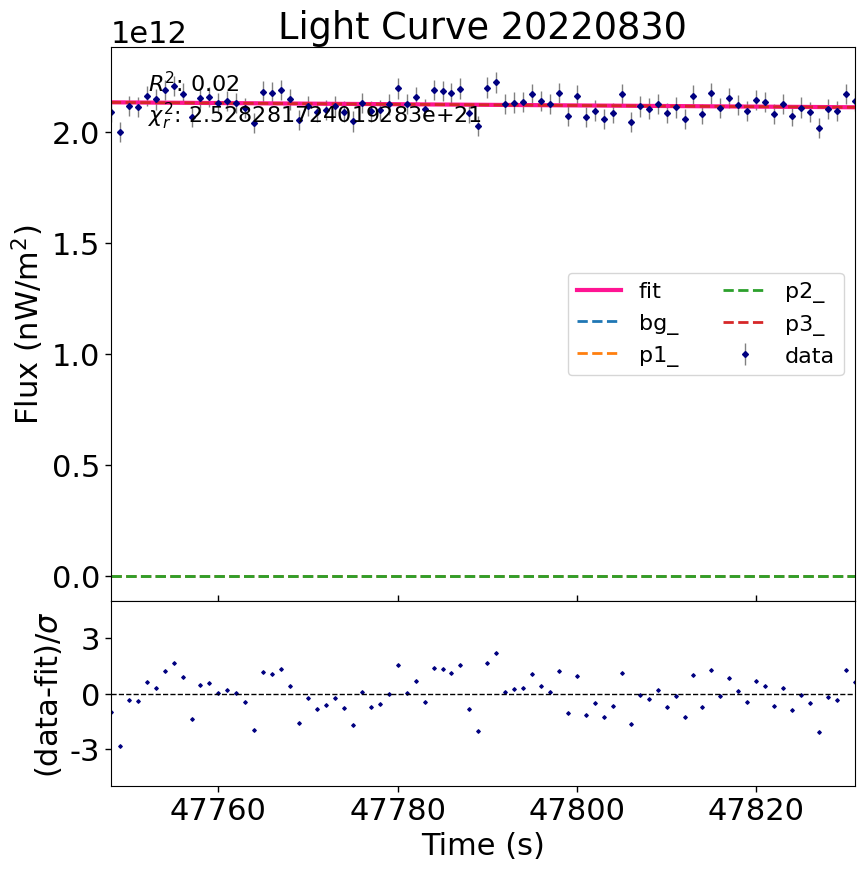 Light Curve 20220830
1e12
R²: 0.02
χ²ᵣ: 2.528281724019283e+21
2.0
1.5
1.0
0.5
0.0
Flux (nW/m²)
fit
bg_
p1_
p2_
p3_
data
3
0
-3
(data-fit)/σ
47760 47780 47800 47820
Time (s)